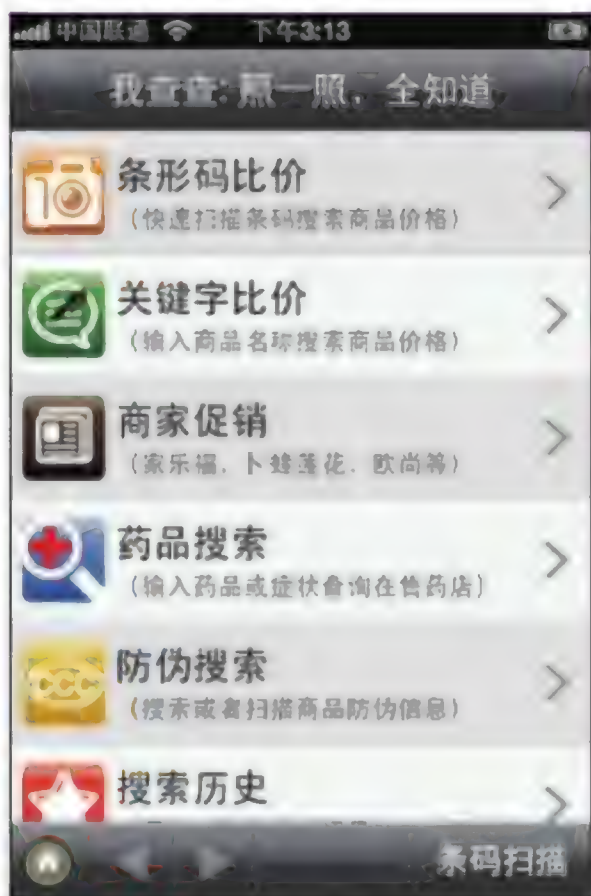 中国联通 下午3:13
我查查:照一照，全知道
条形码比价
(快速扫描条码搜索商品价格)
关键字比价
(输入商品名称搜索商品价格)
商家促销
(家乐福、卜蜂莲花、欧尚等)
药品搜索
(输入药品或症状查询在售药店)
防伪搜索
CCC
(搜索或者扫描商品防伪信息)
搜索历史
条码扫描